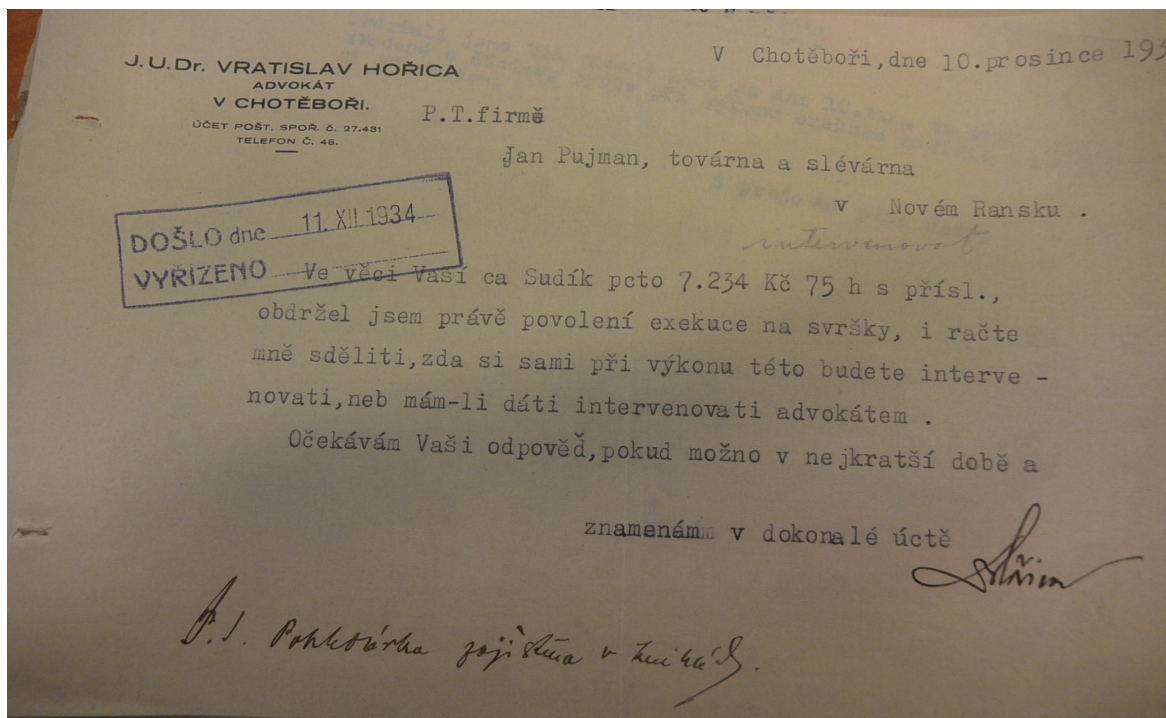 V Chotěboři,dne 10.prosince 193
J.U.Dr. VRATISLAV HOŘICA
ADVOKÁT
V CHOTĚBOŘI.
ÚČET POŠT. SPOŘ. Č. 27.431
TELEFON Č. 48.
P.T.firmě
Jan Pujman, továrna a slévárna
v Novém Ransku .
intervenovat
DOŠLO dne 11. XII. 1934
VYŘÍZENO
Ve věci Vaší ca Sudík pcto 7.234 Kč 75 h s přísl.,
obdržel jsem právě povolení exekuce na svršky, i račte
mně sděliti,zda si sami při výkonu této budete interve -
novati,neb mám-li dáti intervenovati advokátem .
Očekávám Vaši odpověď,pokud možno v nejkratší době a
znamenám v dokonalé úctě
P.S. Pohledávka zajištěna v knihách.